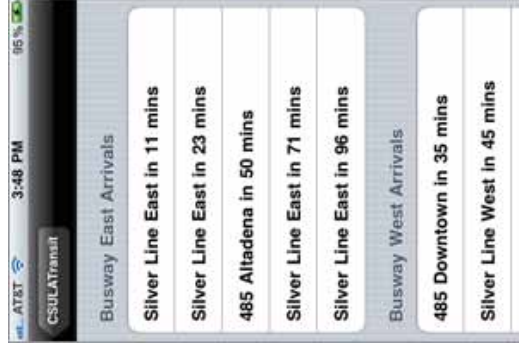 AT&T 3:48 PM 95%
CSULATransit
Busway East Arrivals
Silver Line East in 11 mins
Silver Line East in 23 mins
485 Altadena in 50 mins
Silver Line East in 71 mins
Silver Line East in 96 mins
Busway West Arrivals
485 Downtown in 35 mins
Silver Line West in 45 mins